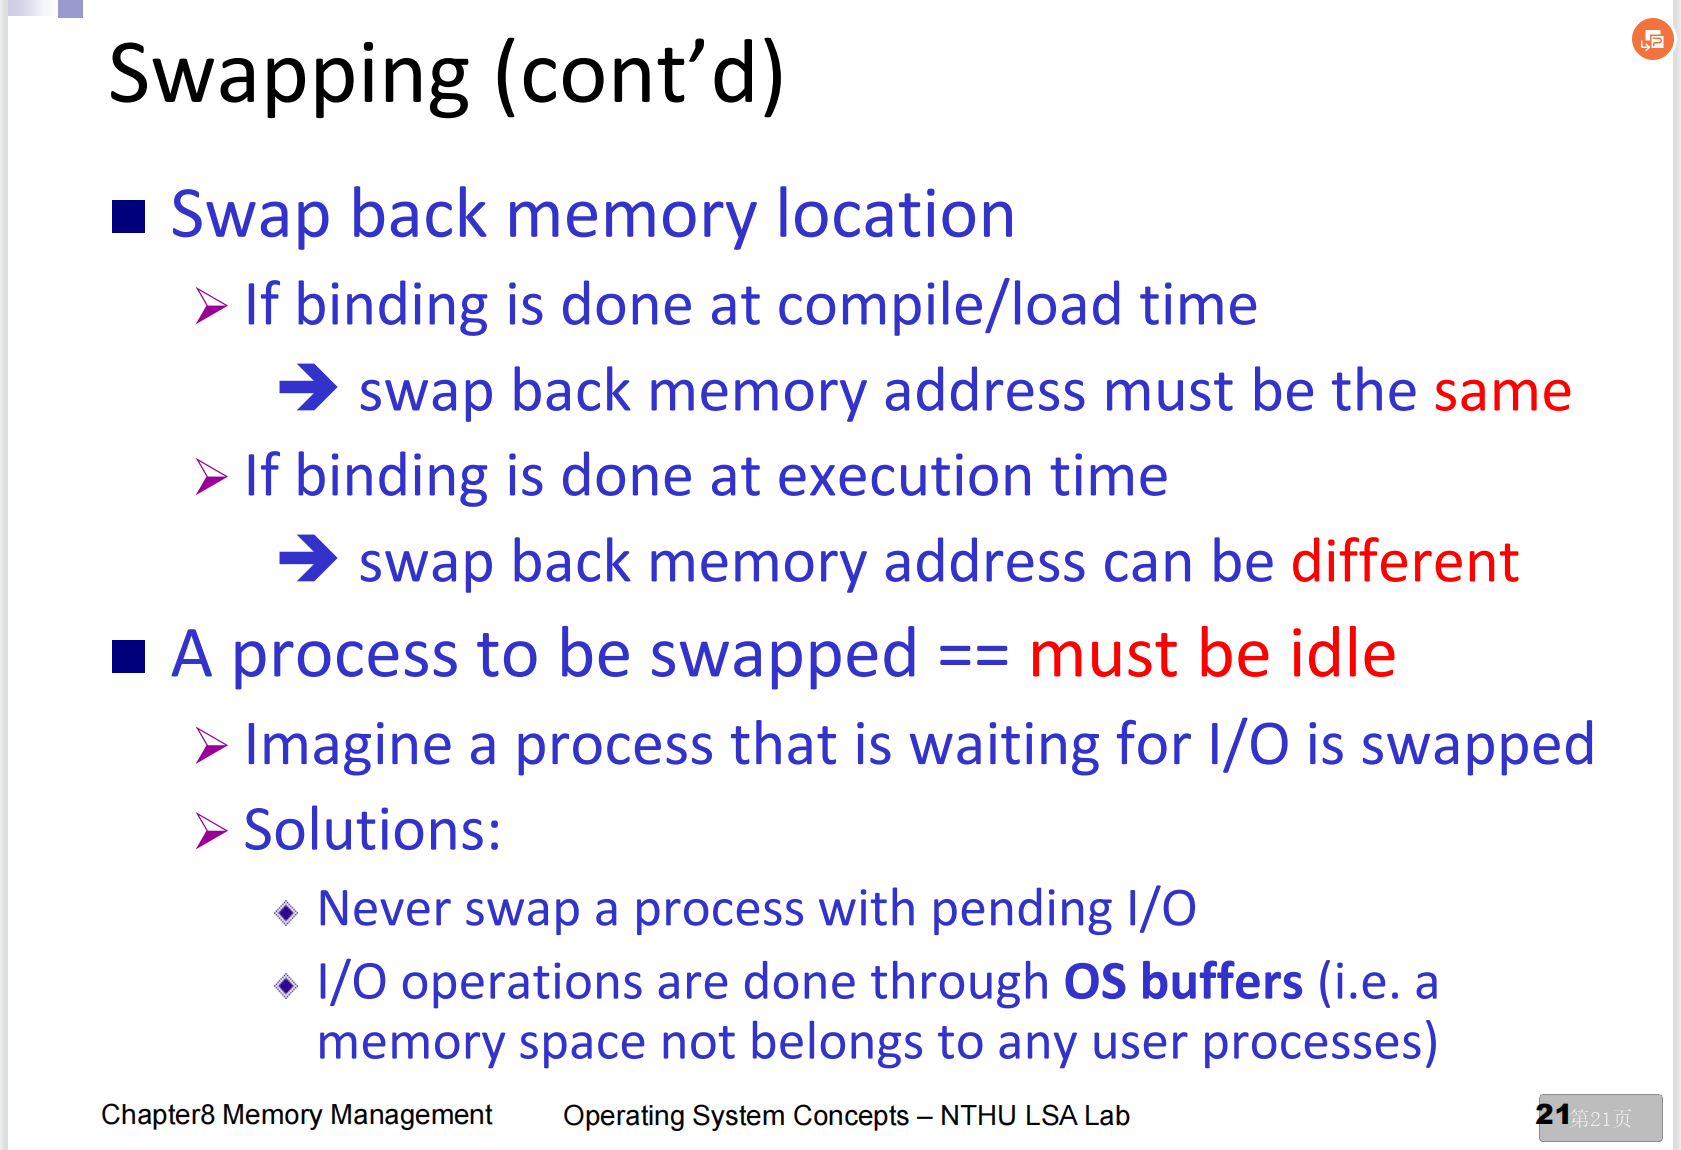 Swapping (cont’d)
Swap back memory location
If binding is done at compile/load time
➔ swap back memory address must be the same
If binding is done at execution time
➔ swap back memory address can be different
A process to be swapped == must be idle
Imagine a process that is waiting for I/O is swapped
Solutions:
Never swap a process with pending I/O
I/O operations are done through OS buffers (i.e. a
memory space not belongs to any user processes)
Chapter8 Memory Management Operating System Concepts – NTHU LSA Lab 21
第21页